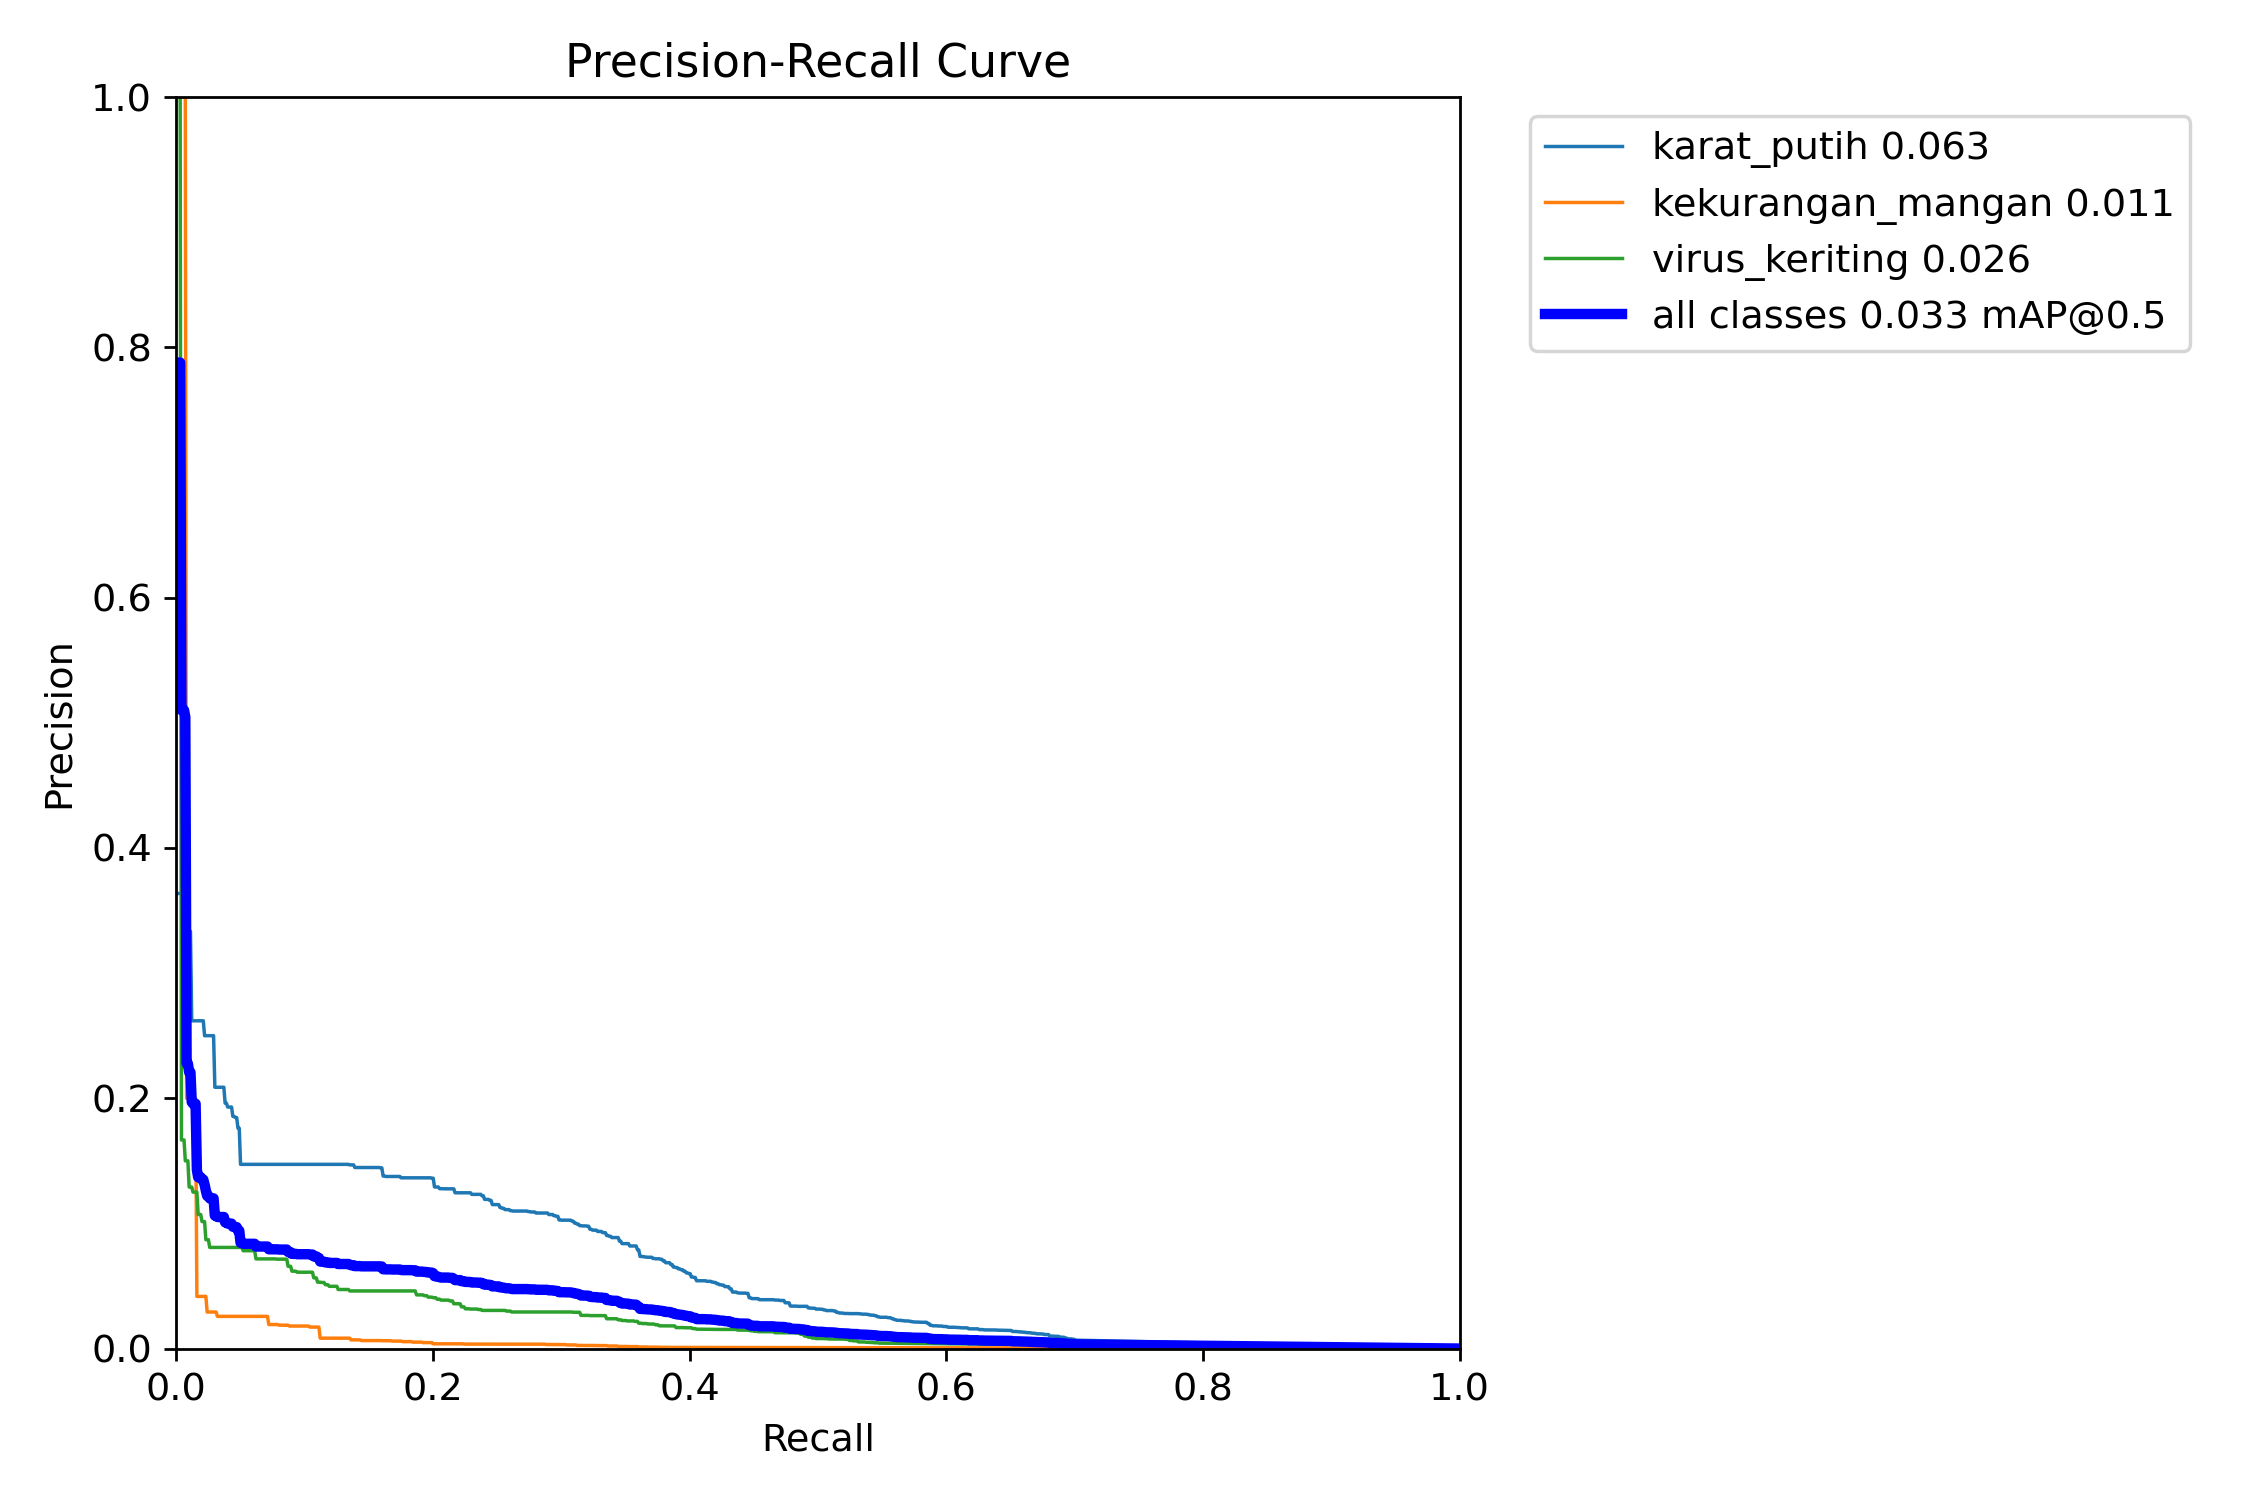 Precision-Recall Curve
1.0
0.8
0.6
0.4
0.2
0.0
Precision
0.0 0.2 0.4 0.6 0.8 1.0
Recall
karat_putih 0.063
kekurangan_mangan 0.011
virus_keriting 0.026
all classes 0.033 mAP@0.5